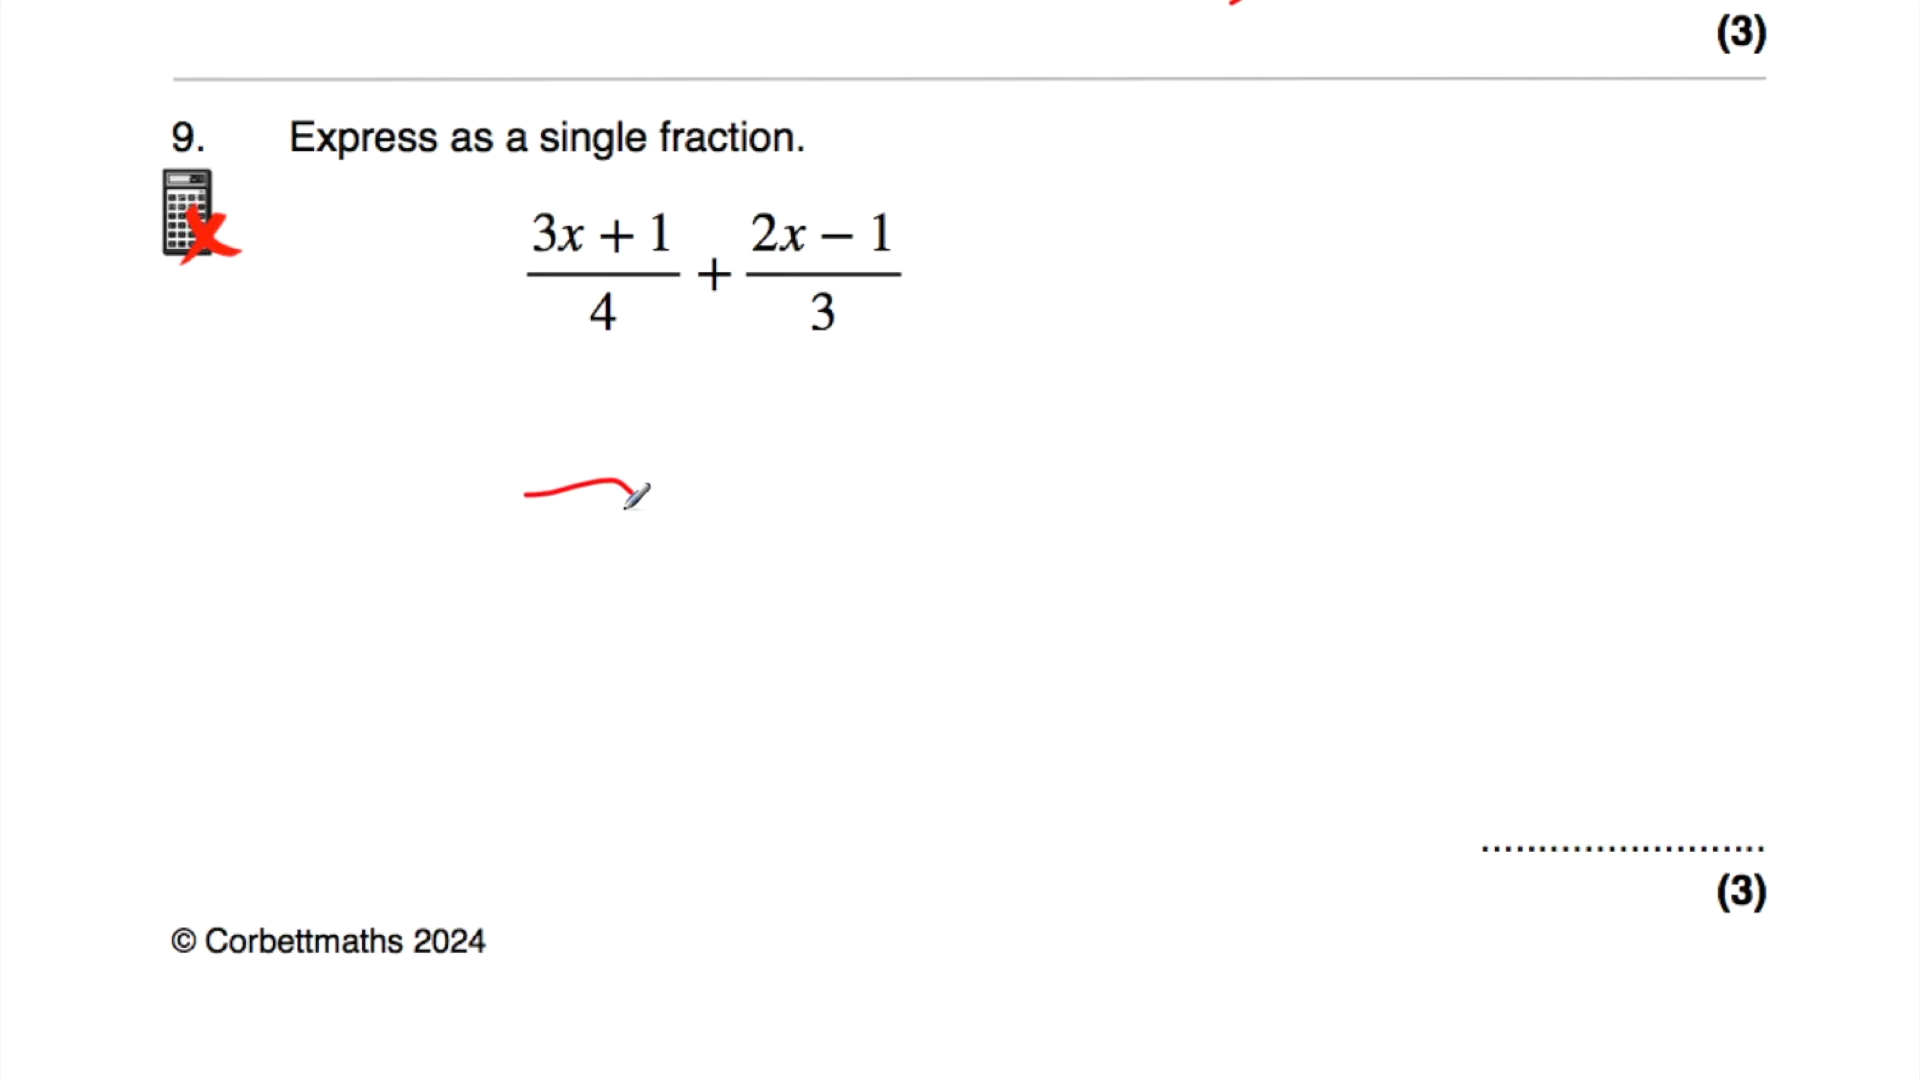 (3)
9. Express as a single fraction.
3x + 1 2x − 1
+
4 3
(3)
© Corbettmaths 2024